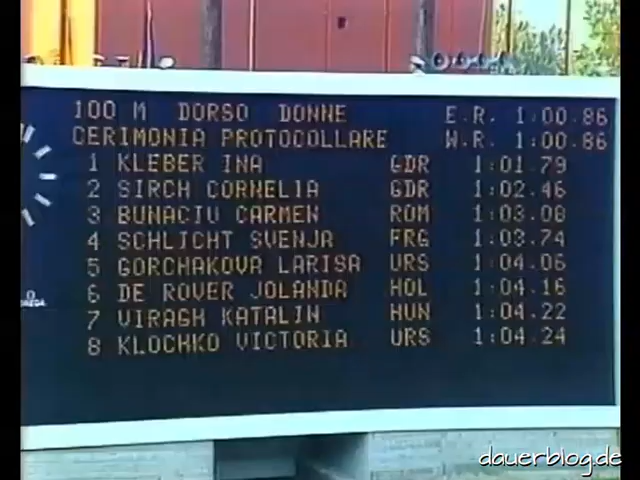 100 M DORSO DONNE E.R. 1:00.86
CERIMONIA PROTOCOLLARE W.R. 1:00.86
1 KLEBER INA GDR 1:01.79
2 SIRCH CORNELIA GDR 1:02.46
3 BUNACIU CARMEN ROM 1:03.08
4 SCHLICHT SVENJA FRG 1:03.74
5 GORCHAKOVA LARISA URS 1:04.06
6 DE ROVER JOLANDA HOL 1:04.16
7 VIRAGH KATALIN HUN 1:04.22
8 KLOCHKO VICTORIA URS 1:04.24
dauerblog.de